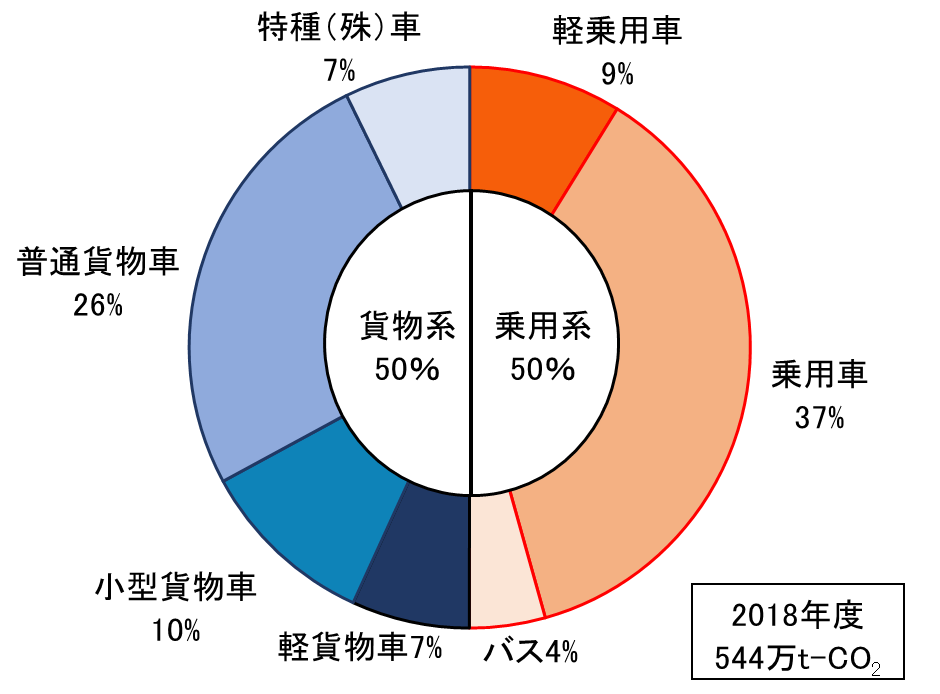 特種（殊）車
7%
軽乗用車
9%
普通貨物車
26%
貨物系
50%
乗用系
50%
乗用車
37%
小型貨物車
10%
軽貨物車7%
バス4%
2018年度
544万t-CO₂